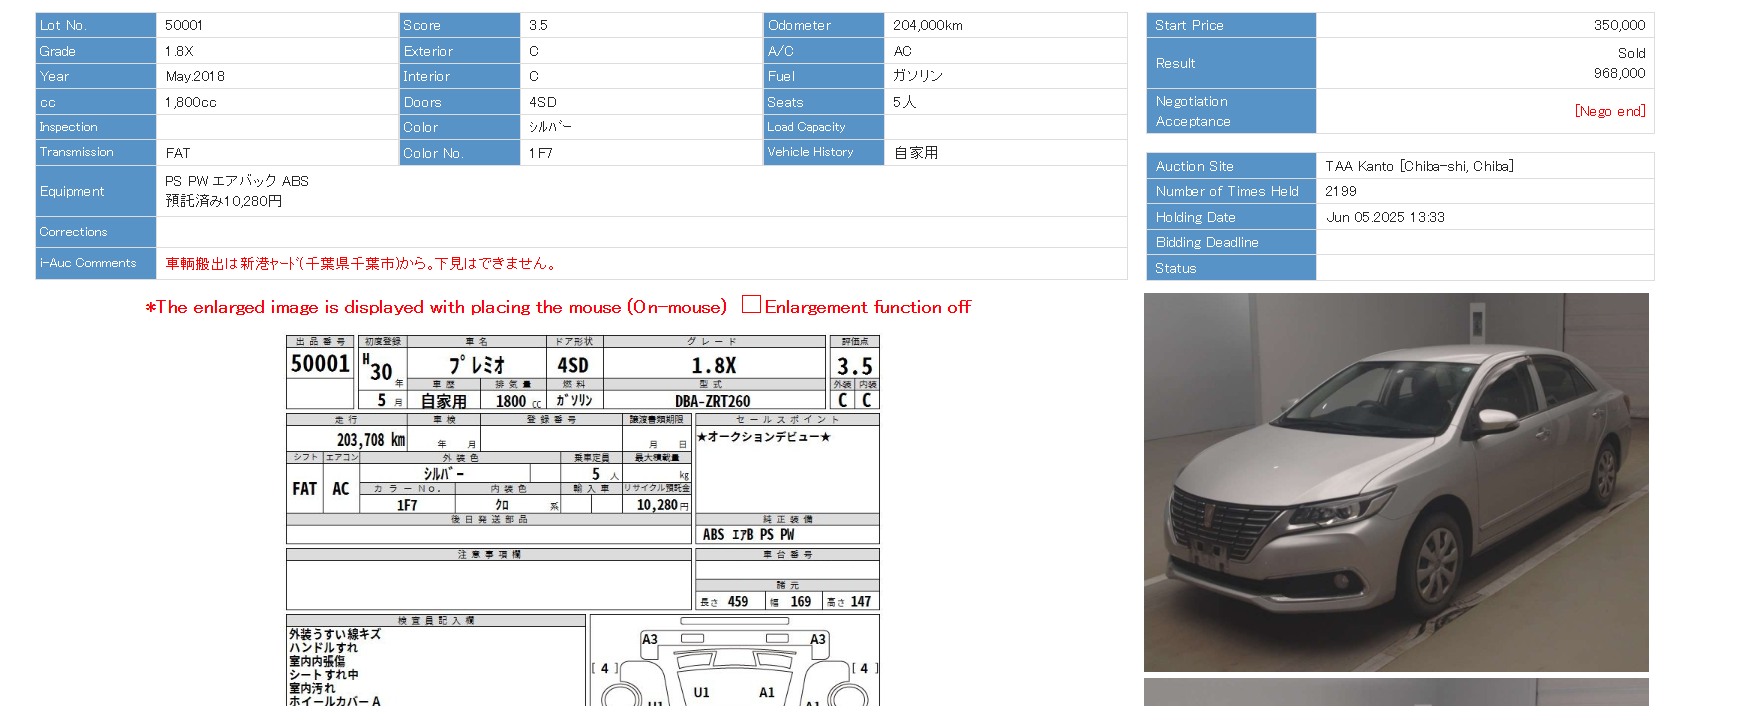 Lot No. 50001 Score 3.5 Odometer 204,000km
Grade 1.8X Exterior C A/C AC
Year May.2018 Interior C Fuel ガソリン
cc 1,800cc Doors 4SD Seats 5人
Inspection Color ｼﾙﾊﾞｰ Load Capacity
Transmission FAT Color No. 1F7 Vehicle History 自家用
Equipment PS PW エアバック ABS
預託済み10,280円
Corrections
i-Auc Comments 車輌搬出は新港ﾔｰﾄﾞ(千葉県千葉市)から。下見はできません。
Start Price 350,000
Result Sold
968,000
Negotiation
Acceptance [Nego end]
Auction Site TAA Kanto [Chiba-shi, Chiba]
Number of Times Held 2199
Holding Date Jun 05.2025 13:33
Bidding Deadline
Status
*The enlarged image is displayed with placing the mouse (On-mouse) Enlargement function off
出品番号 初度登録 車名 ドア形状 グレード 評価点
50001 H30年 ﾌﾟﾚﾐｵ 4SD 1.8X 3.5
車歴 排気量 燃料 型式 外装 内装
5月 自家用 1800cc ｶﾞｿﾘﾝ DBA-ZRT260 C C
走行 車検 登録番号 譲渡書類期限 セールスポイント
203,708 km 年 月 月 日 ★オークションデビュー★
シフト エアコン 外装色 乗車定員 最大積載量
FAT AC ｼﾙﾊﾞｰ 5人 kg
カラーNo. 内装色 輸入車 リサイクル預託金
1F7 ｸﾛ 系 10,280円
後日発送部品 純正装備
ABS ｴｱB PS PW
注意事項欄 車台番号
諸元
長さ 459 幅 169 高さ 147
検査員記入欄
外装うすい線キズ
ハンドルすれ
室内内張傷
シートすれ中
室内汚れ
ホイールカバーA
A3 A3
[4] [4]
U1 A1
U1 A1